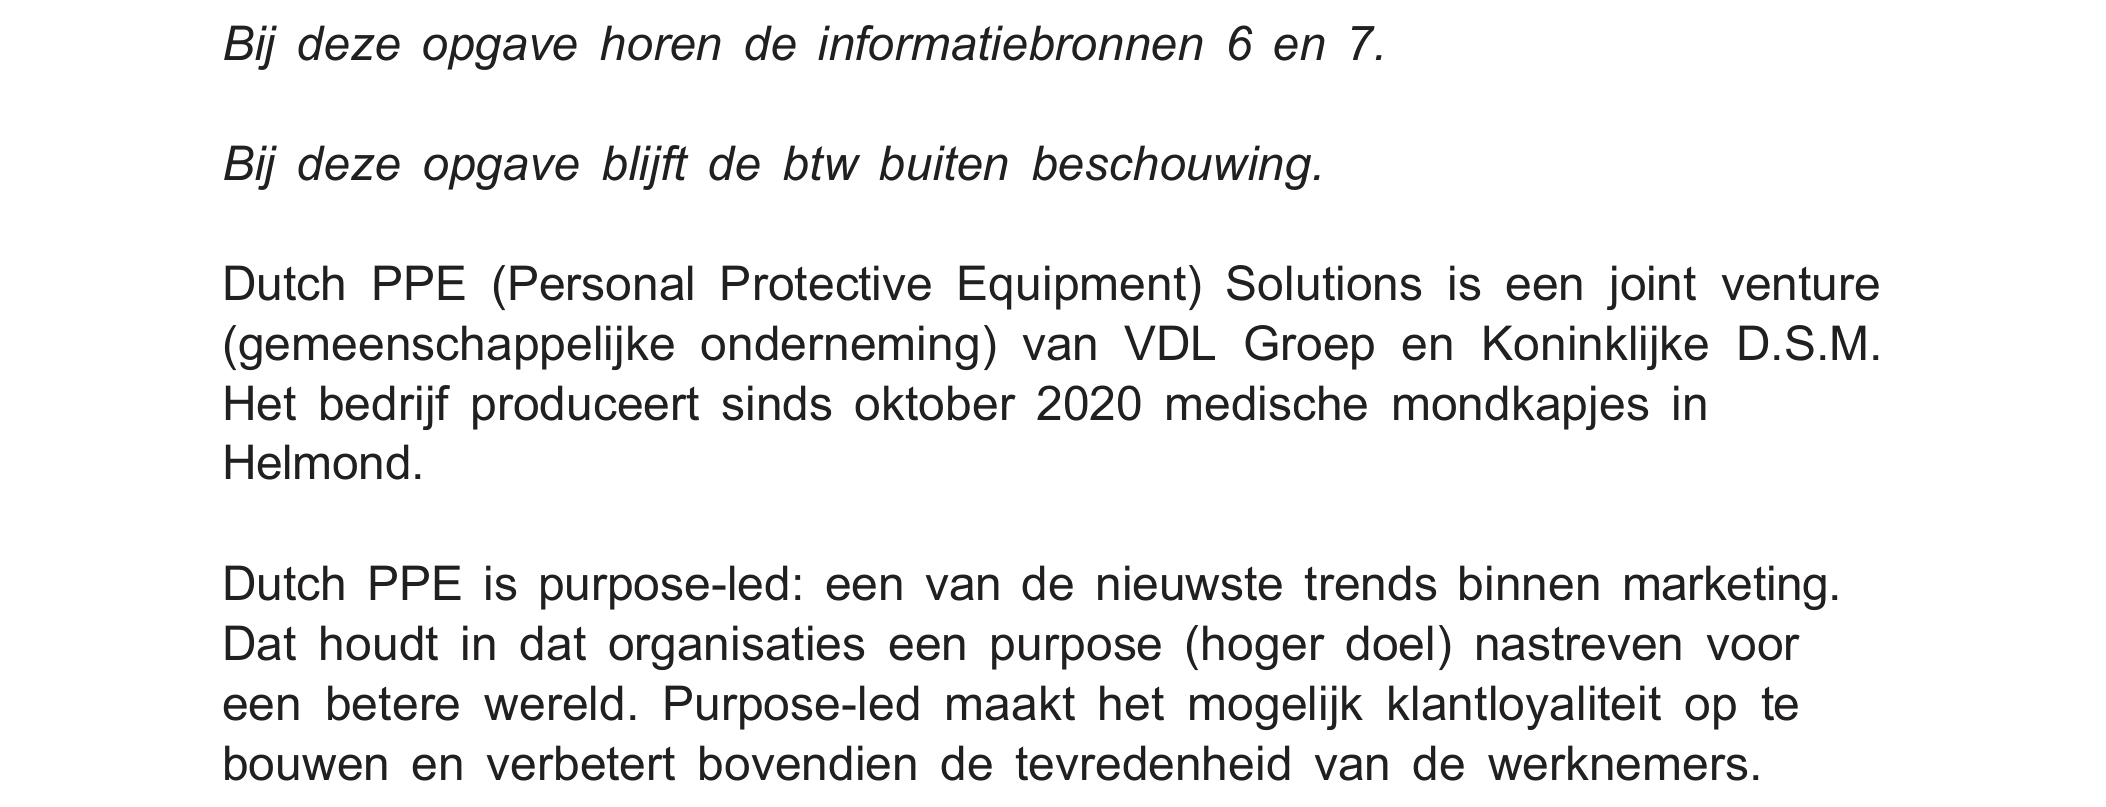 Bij deze opgave horen de informatiebronnen 6 en 7.
Bij deze opgave blijft de btw buiten beschouwing.
Dutch PPE (Personal Protective Equipment) Solutions is een joint venture
(gemeenschappelijke onderneming) van VDL Groep en Koninklijke D.S.M.
Het bedrijf produceert sinds oktober 2020 medische mondkapjes in
Helmond.
Dutch PPE is purpose-led: een van de nieuwste trends binnen marketing.
Dat houdt in dat organisaties een purpose (hoger doel) nastreven voor
een betere wereld. Purpose-led maakt het mogelijk klantloyaliteit op te
bouwen en verbetert bovendien de tevredenheid van de werknemers.